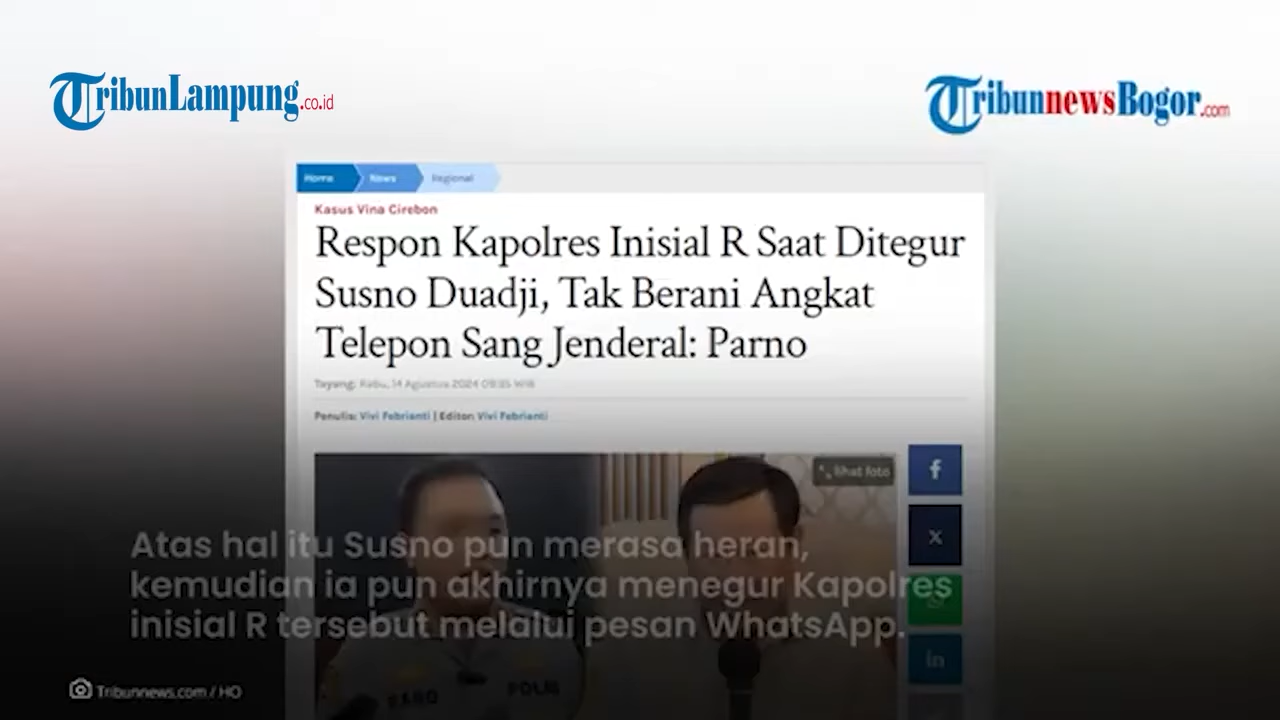 TribunLampung.co.id
TribunnewsBogor.com
Home News Regional
Kasus Vina Cirebon
Respon Kapolres Inisial R Saat Ditegur
Susno Duadji, Tak Berani Angkat
Telepon Sang Jenderal: Parno
Tayang: Rabu, 14 Agustus 2024 09:35 WIB
Penulis: Vivi Febrianti | Editor: Vivi Febrianti
lihat foto
f
X
Atas hal itu Susno pun merasa heran,
kemudian ia pun akhirnya menegur Kapolres
inisial R tersebut melalui pesan WhatsApp.
in
Tribunnews.com / HO